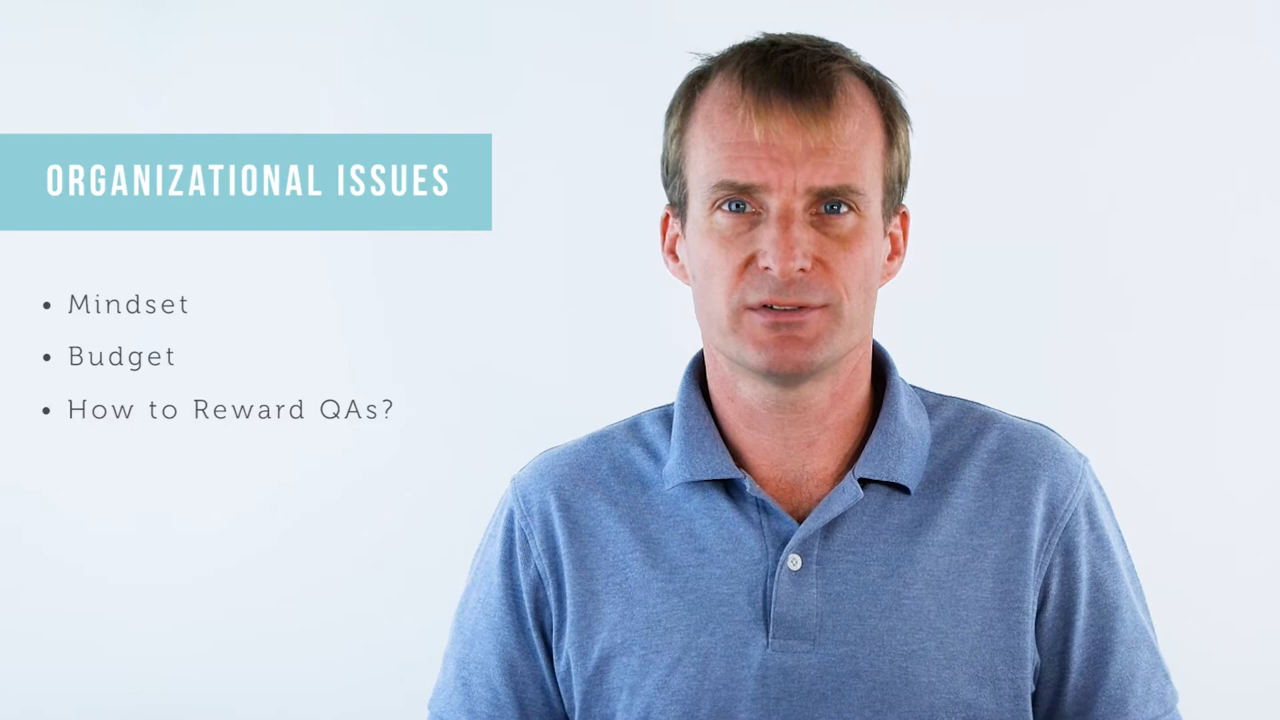 ORGANIZATIONAL ISSUES
• Mindset
• Budget
• How to Reward QAs?